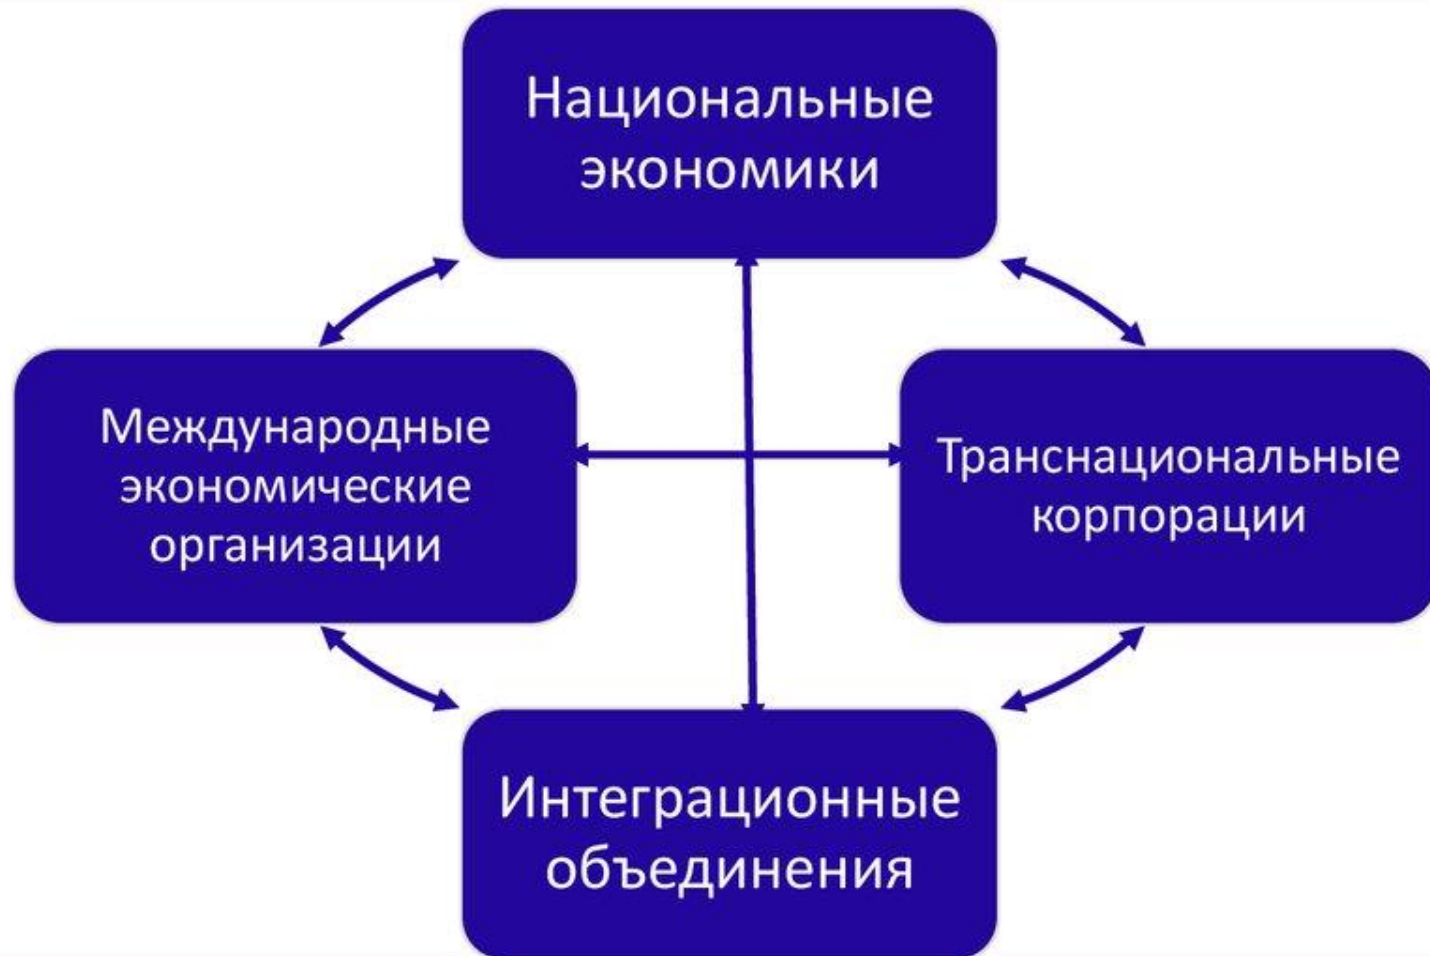 Национальные
экономики
Международные
экономические
организации
Транснациональные
корпорации
Интеграционные
объединения